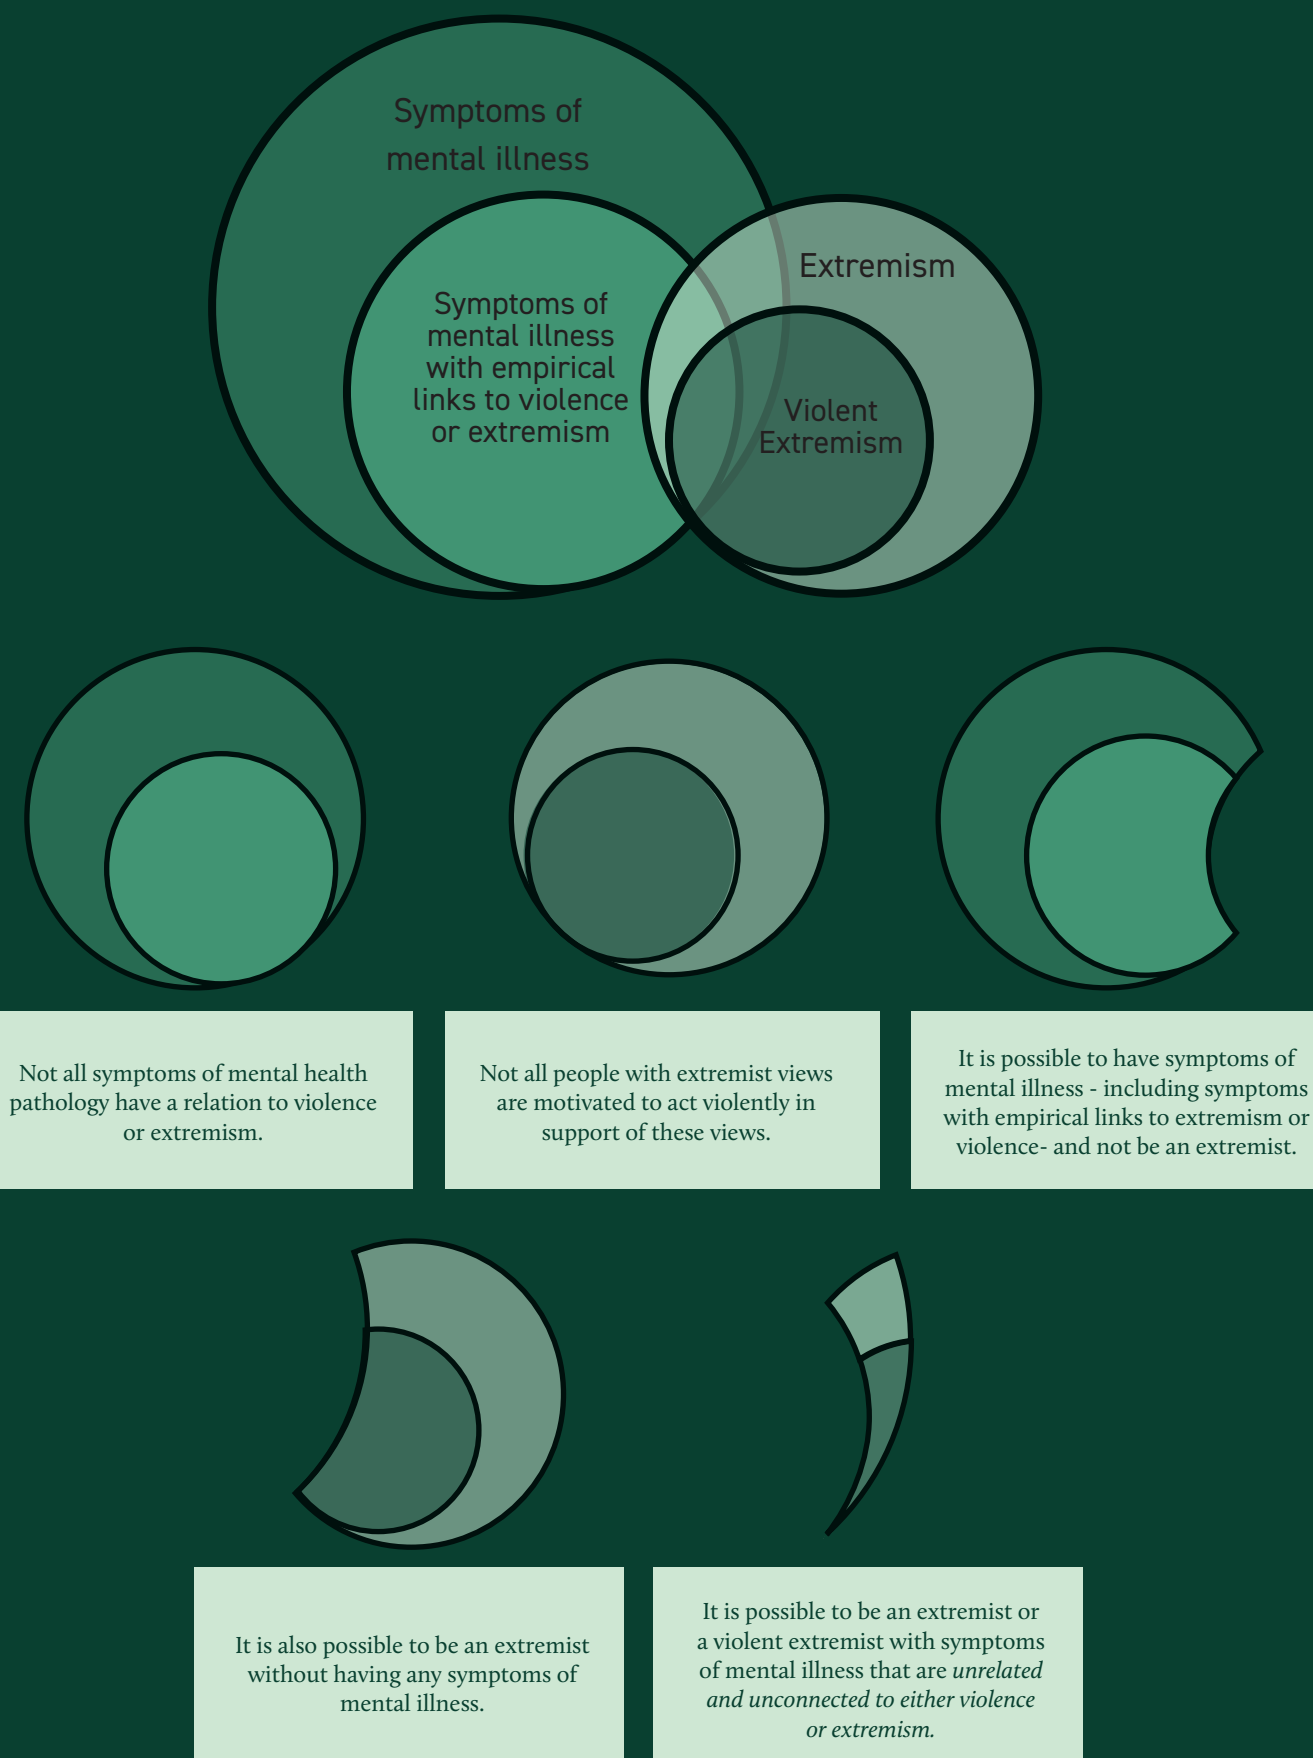 Symptoms of
mental illness
Extremism
Symptoms of
mental illness
with empirical
links to violence
or extremism
Violent
Extremism
Not all symptoms of mental health
pathology have a relation to violence
or extremism.
Not all people with extremist views
are motivated to act violently in
support of these views.
It is possible to have symptoms of
mental illness - including symptoms
with empirical links to extremism or
violence- and not be an extremist.
It is also possible to be an extremist
without having any symptoms of
mental illness.
It is possible to be an extremist or
a violent extremist with symptoms
of mental illness that are unrelated
and unconnected to either violence
or extremism.